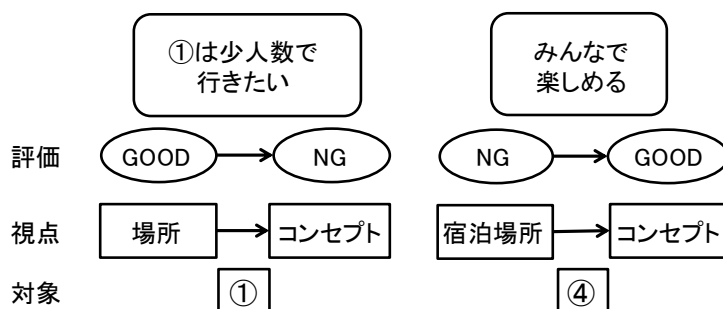 ①は少人数で
行きたい
みんなで
楽しめる
評価 GOOD NG NG GOOD
視点 場所 コンセプト 宿泊場所 コンセプト
対象 ① ④